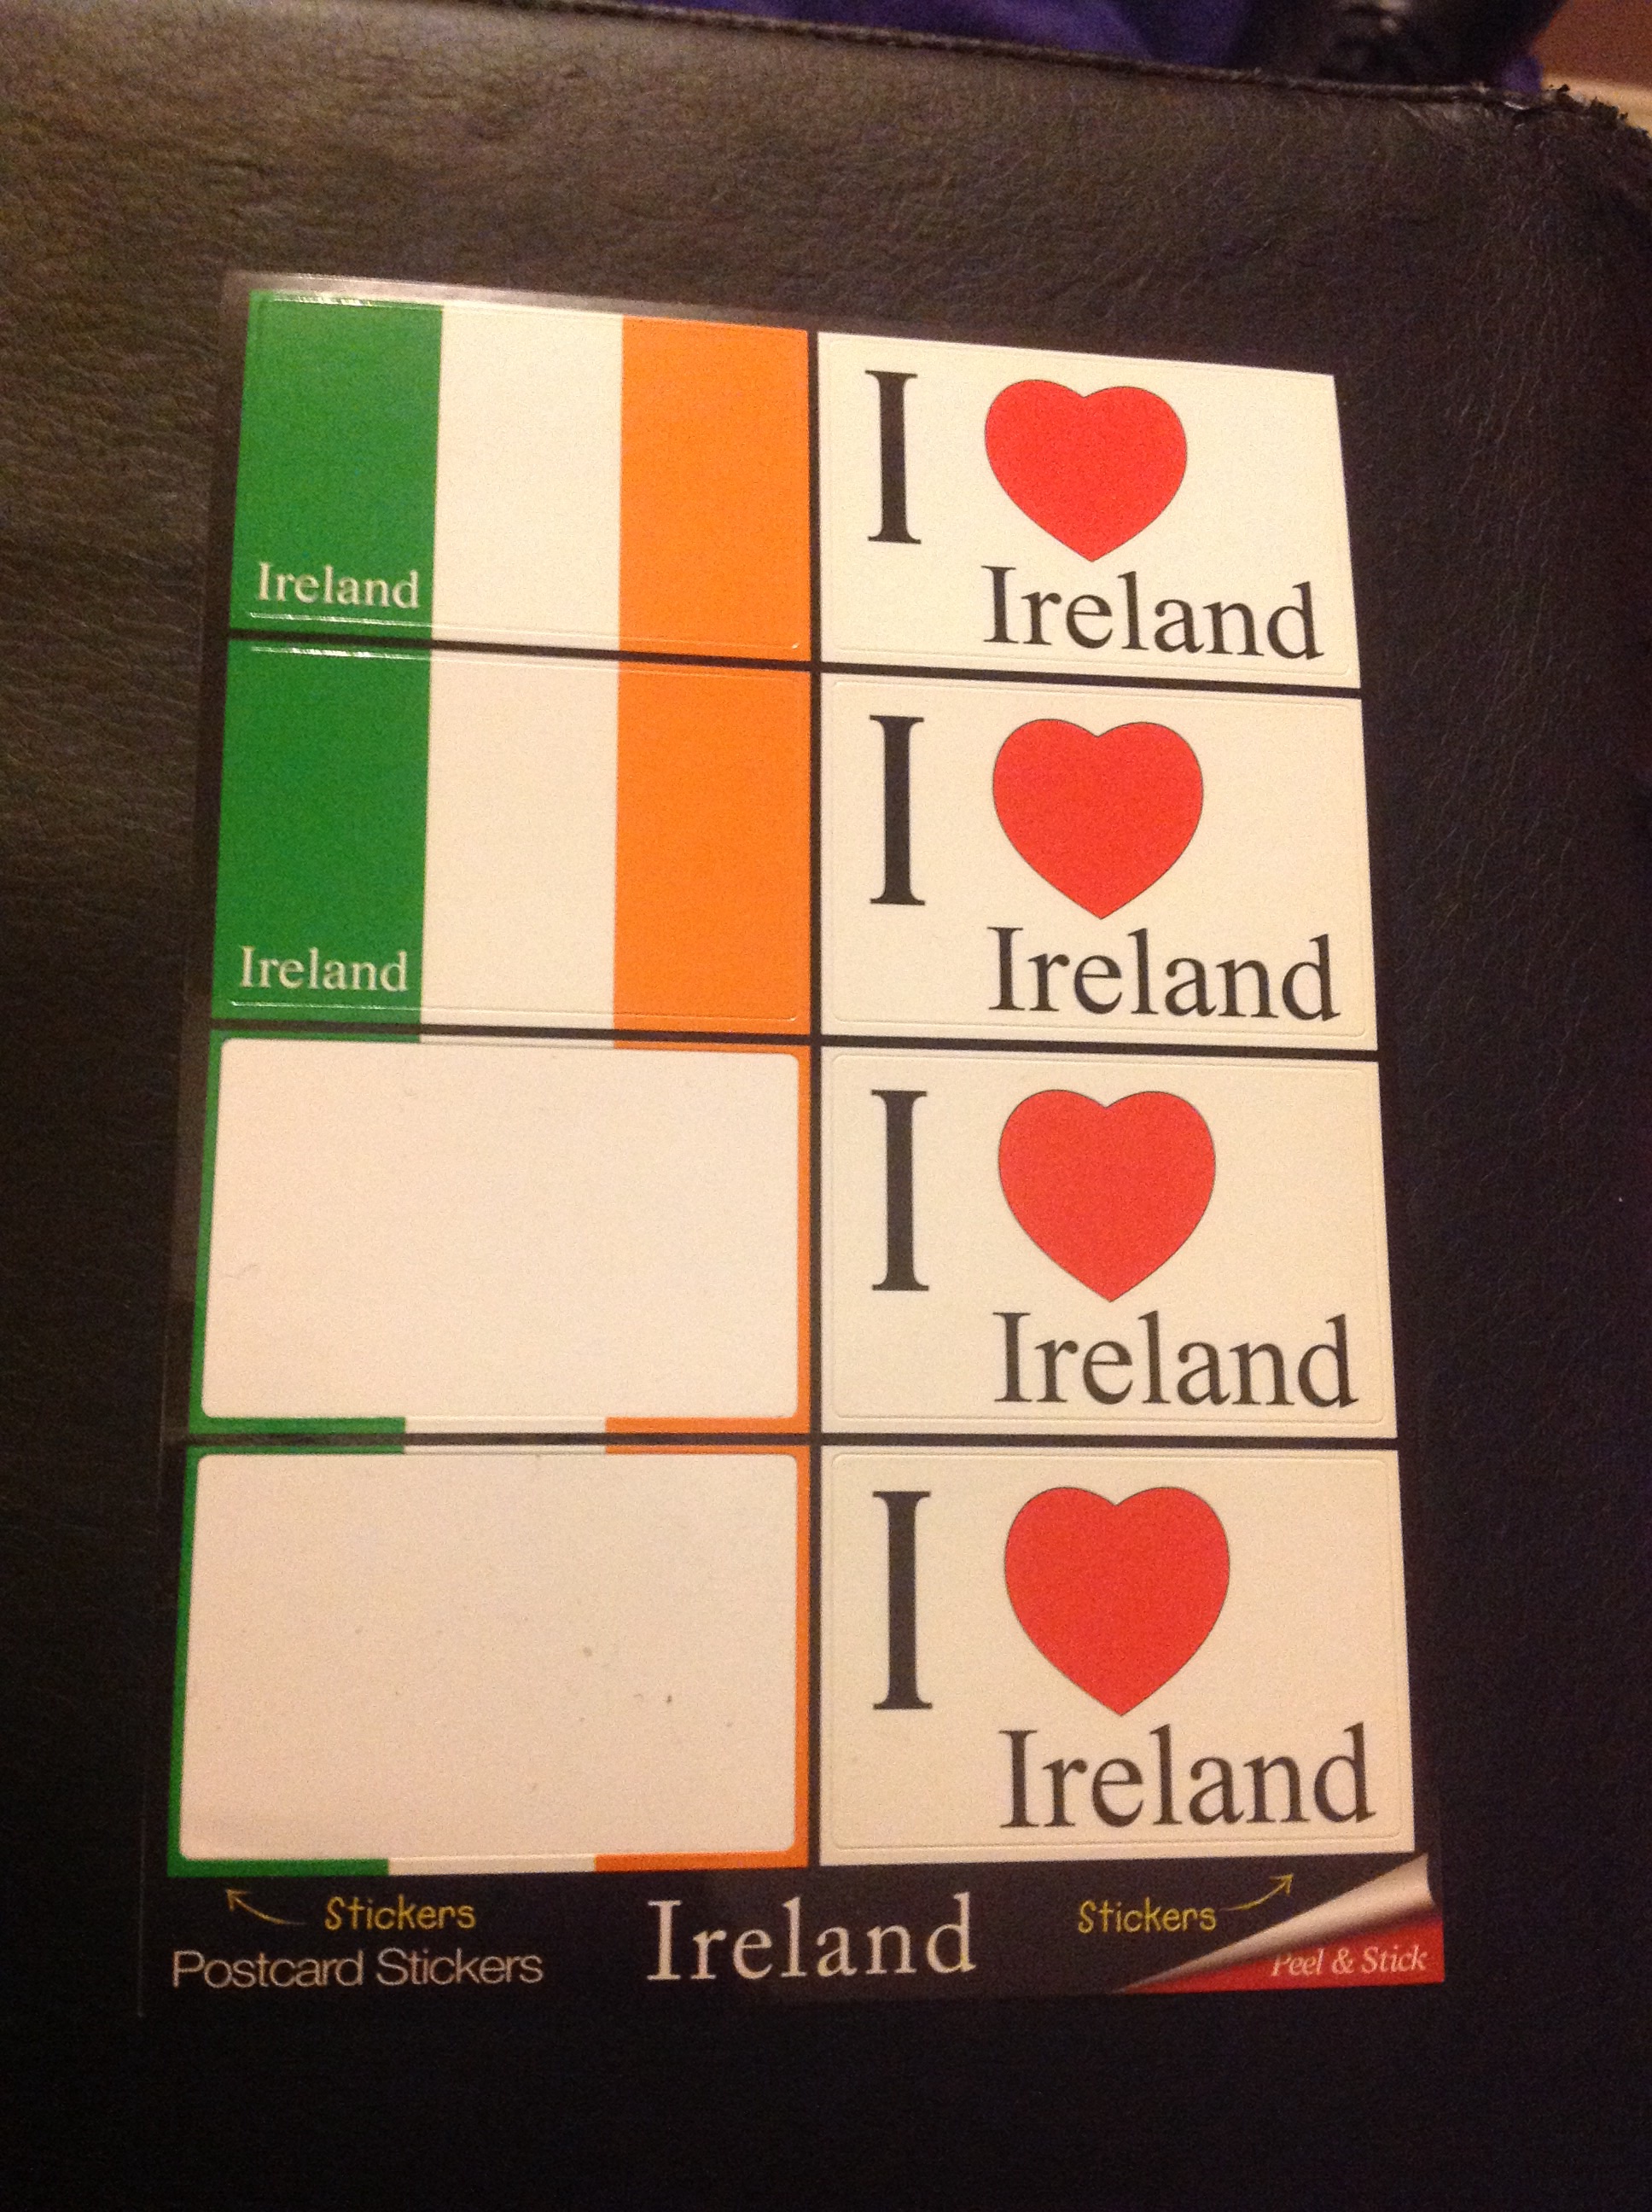 Ireland
I
Ireland
Ireland
I
Ireland
I
Ireland
I
Ireland
Stickers
Postcard Stickers
Ireland
Stickers
Peel & Stick